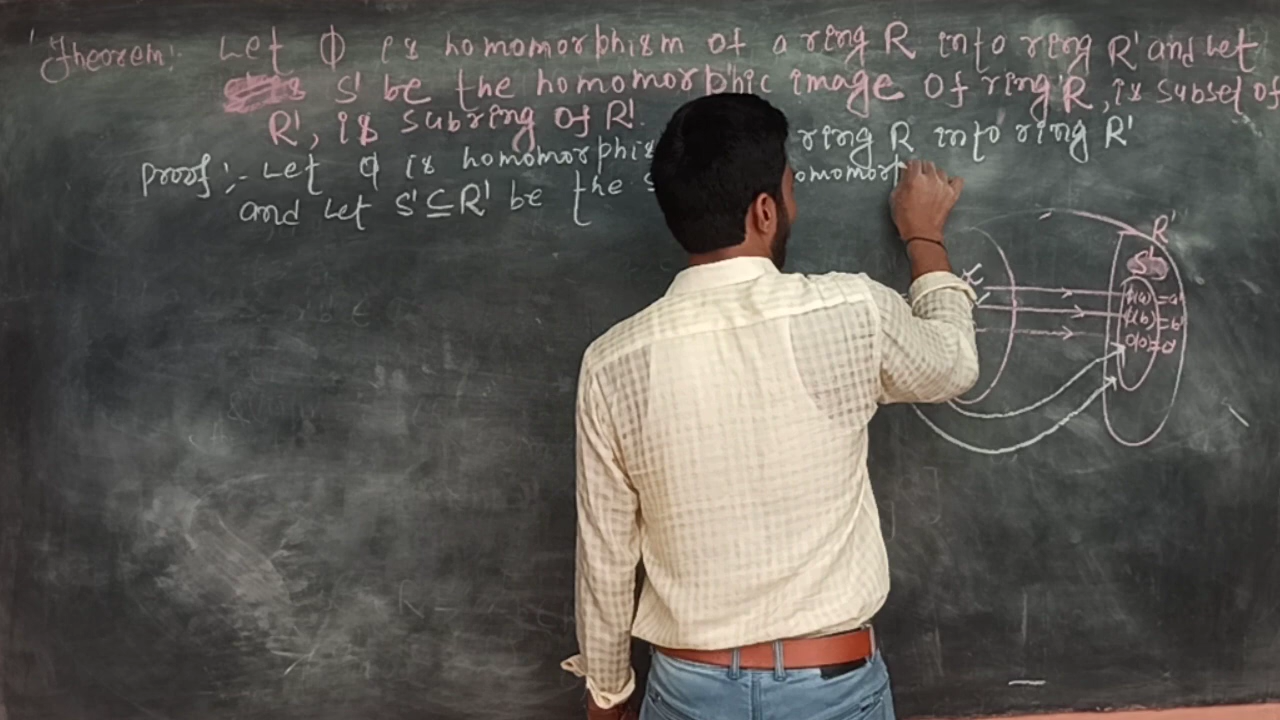 Theorem:- Let Φ is homomorphism of a ring R into ring R' and Let
S' be the homomorphic image of ring R, is subset of
R', is subring of R'.
Proof:- Let Φ is homomorphis ring R into ring R'
and Let S'⊆R' be the s omomorp
R'
S'
=a'
=b'